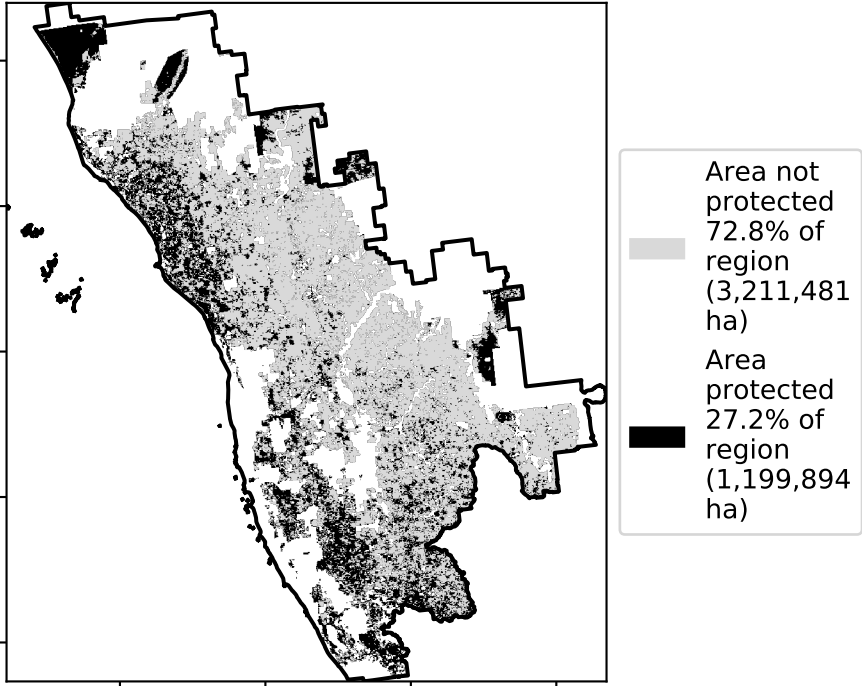 Area not
protected
72.8% of
region
(3,211,481
ha)
Area
protected
27.2% of
region
(1,199,894
ha)